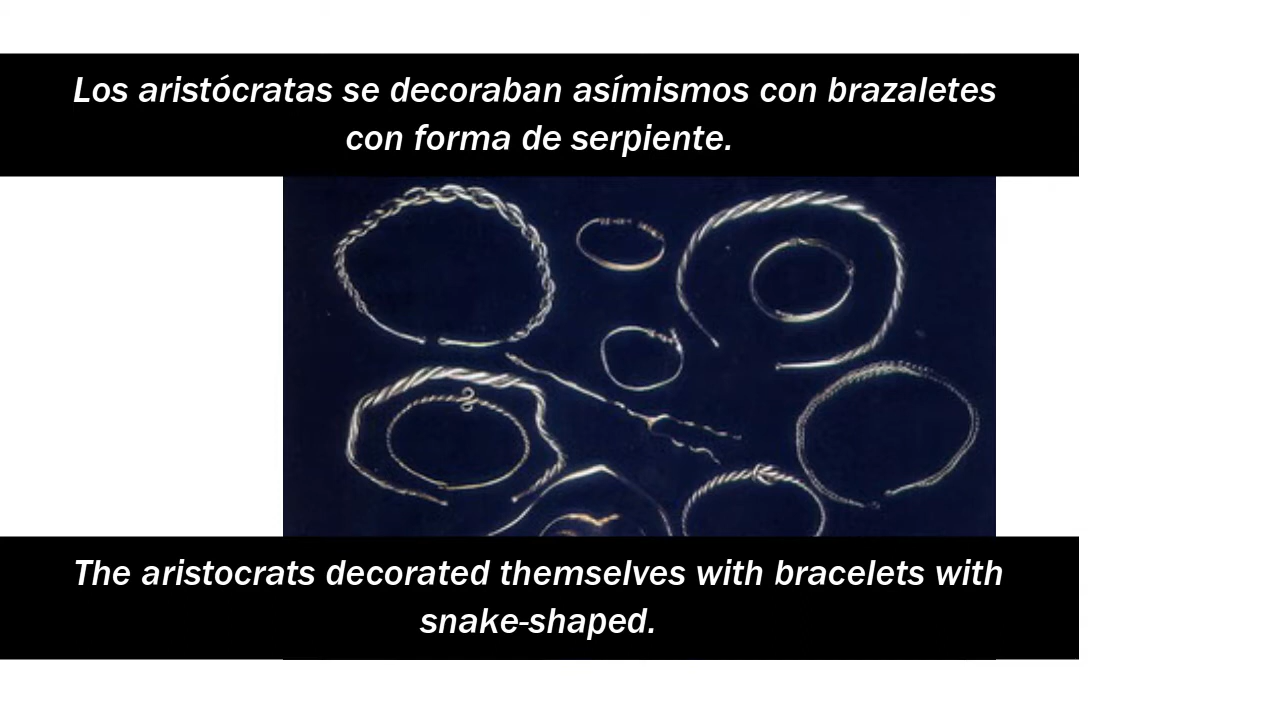 Los aristócratas se decoraban asímismos con brazaletes
con forma de serpiente.
The aristocrats decorated themselves with bracelets with
snake-shaped.